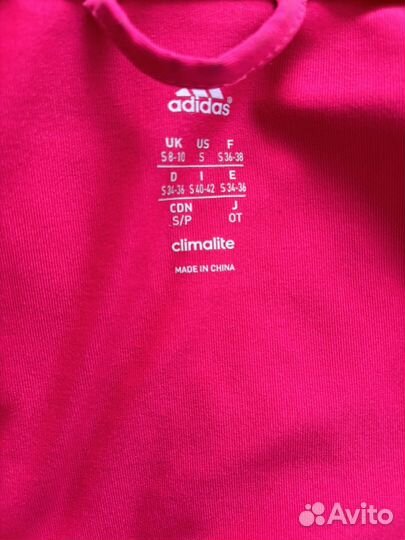 adidas®
UK US F
S 8-10 S S 36-38
D I E
S 34-36 S 40-42 S 34-36
CDN J
S/P OT
climalite
MADE IN CHINA
Avito